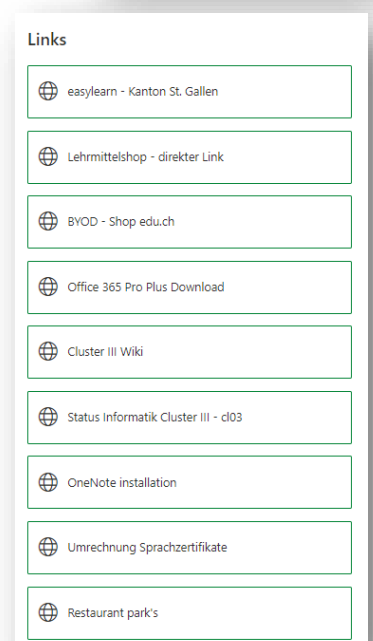 Links
easylearn - Kanton St. Gallen
Lehrmittelshop - direkter Link
BYOD - Shop edu.ch
Office 365 Pro Plus Download
Cluster III Wiki
Status Informatik Cluster III - cl03
OneNote installation
Umrechnung Sprachzertifikate
Restaurant park's